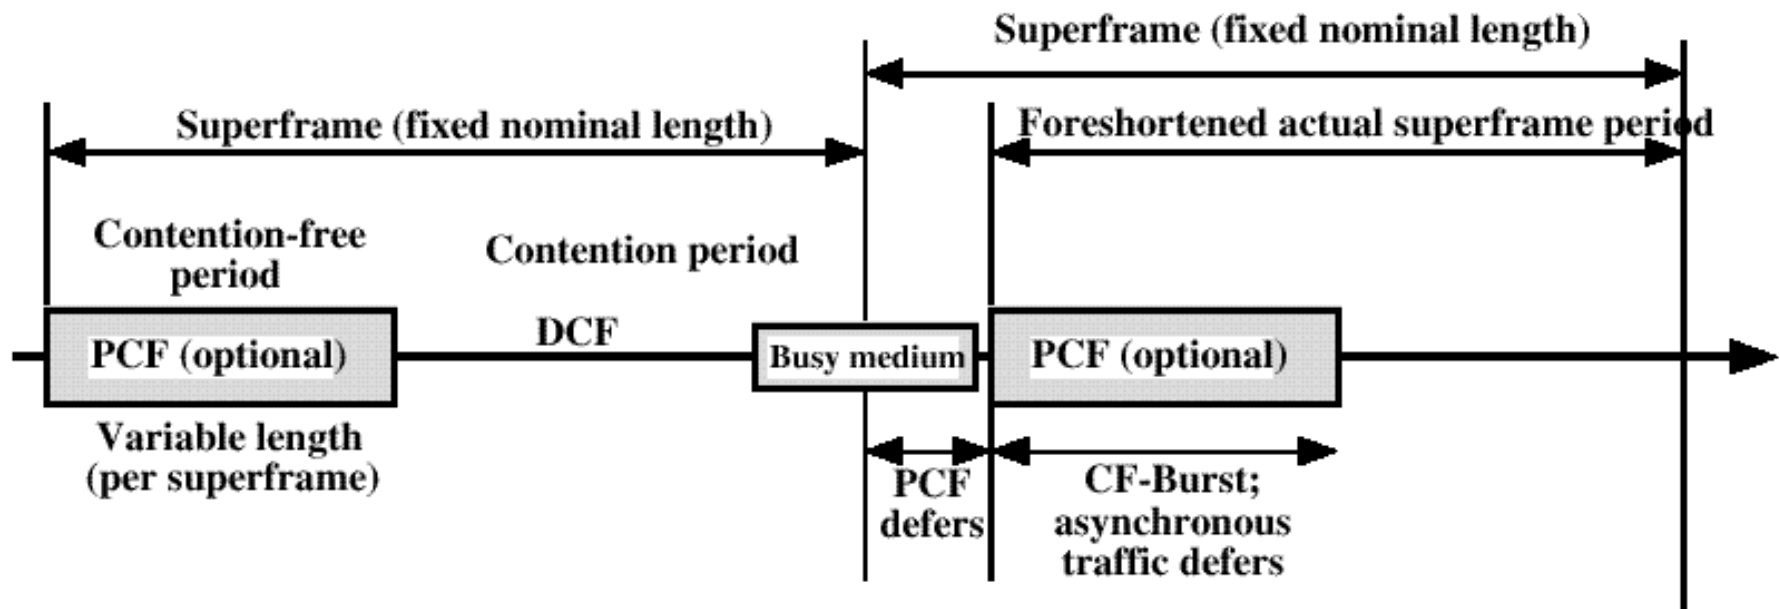 Superframe (fixed nominal length)
Superframe (fixed nominal length)
Foreshortened actual superframe period
Contention-free
period
Contention period
PCF (optional)
DCF
Busy medium
PCF (optional)
Variable length
(per superframe)
PCF
defers
CF-Burst;
asynchronous
traffic defers